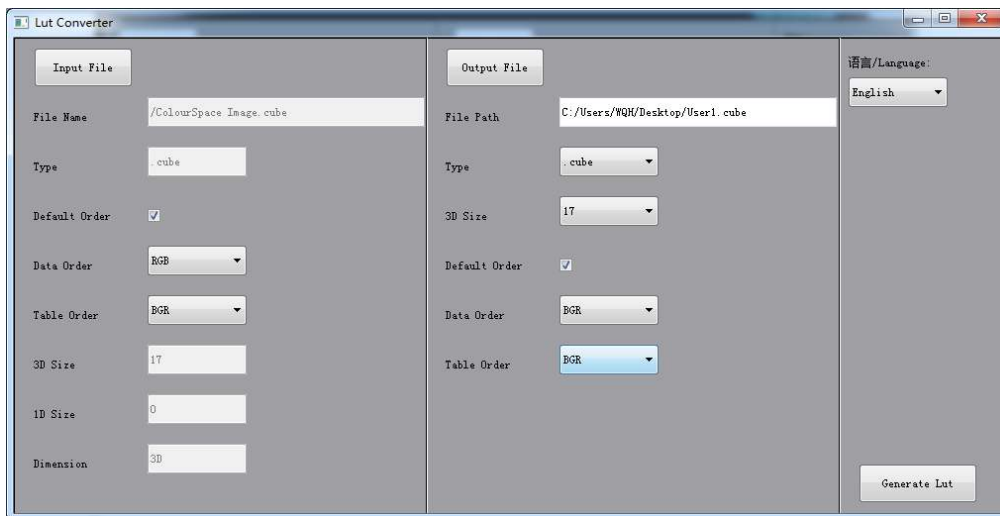 Lut Converter
Input File
File Name /ColourSpace Image.cube
Type .cube
Default Order
Data Order RGB
Table Order BGR
3D Size 17
1D Size 0
Dimension 3D
Output File
File Path C:/Users/WQH/Desktop/User1.cube
Type .cube
3D Size 17
Default Order
Data Order BGR
Table Order BGR
语言/Language:
English
Generate Lut